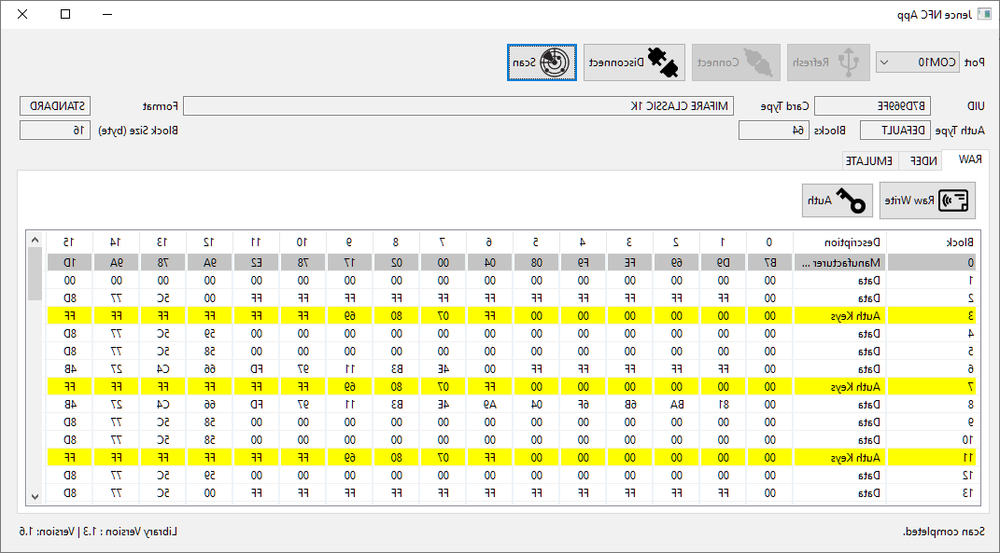 Jence NFC App
Port COM10 Refresh Connect Disconnect Scan
UID B7D969FE Card Type MIFARE CLASSIC 1K Format STANDARD
Auth Type DEFAULT Blocks 64 Block Size (byte) 16
RAW NDEF EMULATE
Raw Write Auth
Block Description 0 1 2 3 4 5 6 7 8 9 10 11 12 13 14 15
0 Manufacturer ... B7 D9 69 FE F9 08 04 00 02 17 78 E2 9A 78 9A 1D
1 Data 00 00 00 00 00 00 00 00 00 00 00 00 00 00 00 00
2 Data 00 FF FF FF FF FF FF FF FF FF FF FF 00 5C 77 8D
3 Auth Keys 00 00 00 00 00 00 FF 07 80 69 FF FF FF FF FF FF
4 Data 00 00 00 00 00 00 00 00 00 00 00 00 59 5C 77 8D
5 Data 00 00 00 00 00 00 00 00 00 00 00 00 58 5C 77 8D
6 Data 00 FF FF FF FF FF 00 4E B3 11 97 FD 66 C4 27 4B
7 Auth Keys 00 00 00 00 00 00 FF 07 80 69 FF FF FF FF FF FF
8 Data 00 81 BA 6B 6F 04 A9 4E B3 11 97 FD 66 C4 27 4B
9 Data 00 00 00 00 00 00 00 00 00 00 00 00 58 5C 77 8D
10 Data 00 00 00 00 00 00 00 00 00 00 00 00 58 5C 77 8D
11 Auth Keys 00 00 00 00 00 00 FF 07 80 69 FF FF FF FF FF FF
12 Data 00 00 00 00 00 00 00 00 00 00 00 00 59 5C 77 8D
13 Data 00 FF FF FF FF FF FF FF FF FF FF FF 00 5C 77 8D
Scan completed. Library Version : 1.3 | Version: 1.6